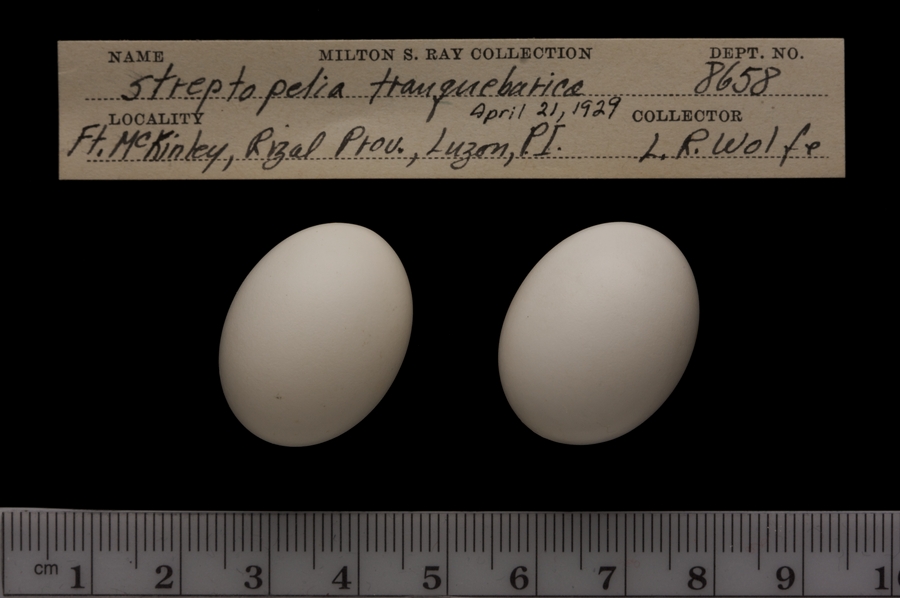 NAME MILTON S. RAY COLLECTION DEPT. NO.
Streptopelia tranquebarica 8658
April 21, 1929
LOCALITY COLLECTOR
Ft. McKinley, Rizal Prov., Luzon, P.I. L. R. Wolfe
cm 1 2 3 4 5 6 7 8 9